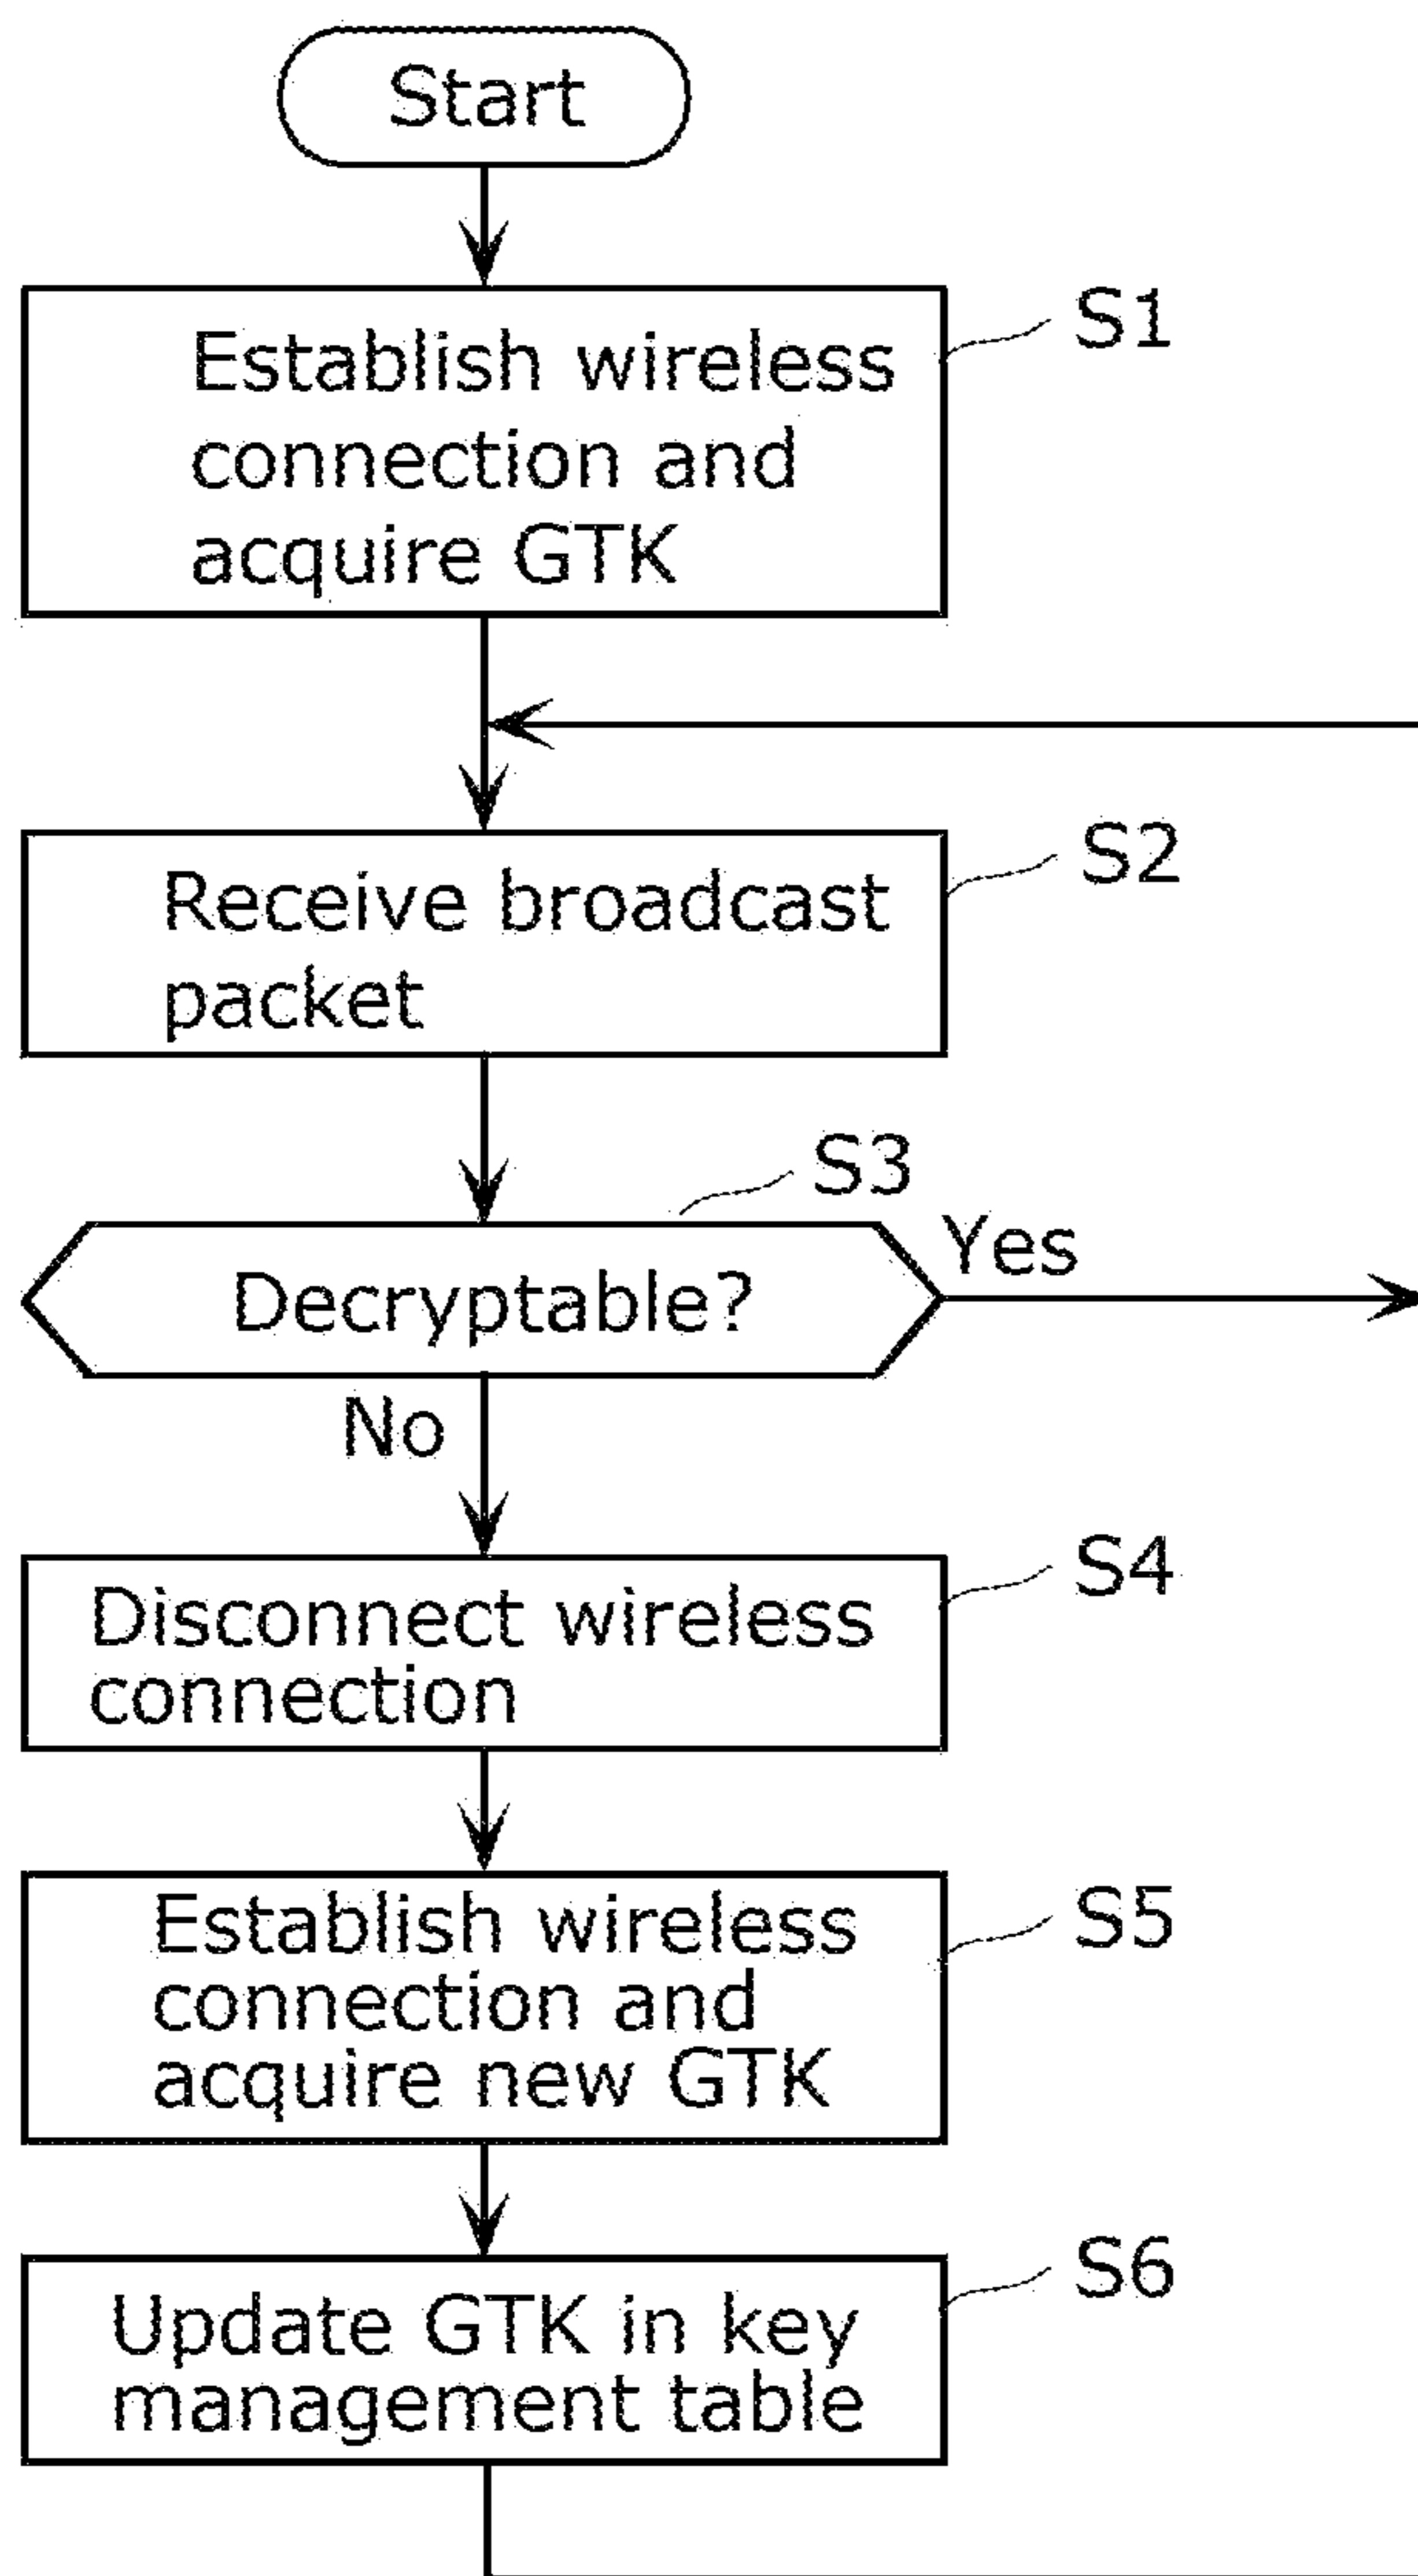 Start
S1
Establish wireless
connection and
acquire GTK
S2
Receive broadcast
packet
S3
Decryptable?
Yes
No
S4
Disconnect wireless
connection
S5
Establish wireless
connection and
acquire new GTK
S6
Update GTK in key
management table